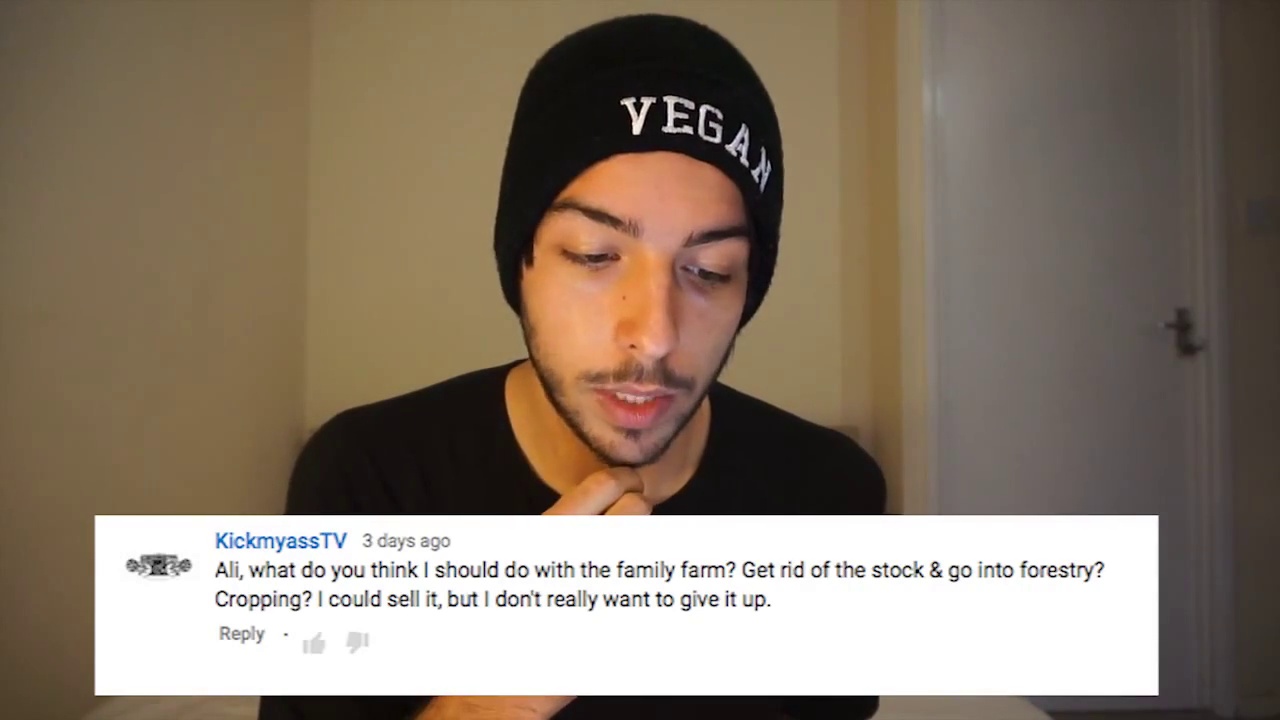 VEGAN
KickmyassTV 3 days ago
Ali, what do you think I should do with the family farm? Get rid of the stock & go into forestry?
Cropping? I could sell it, but I don't really want to give it up.
Reply ·